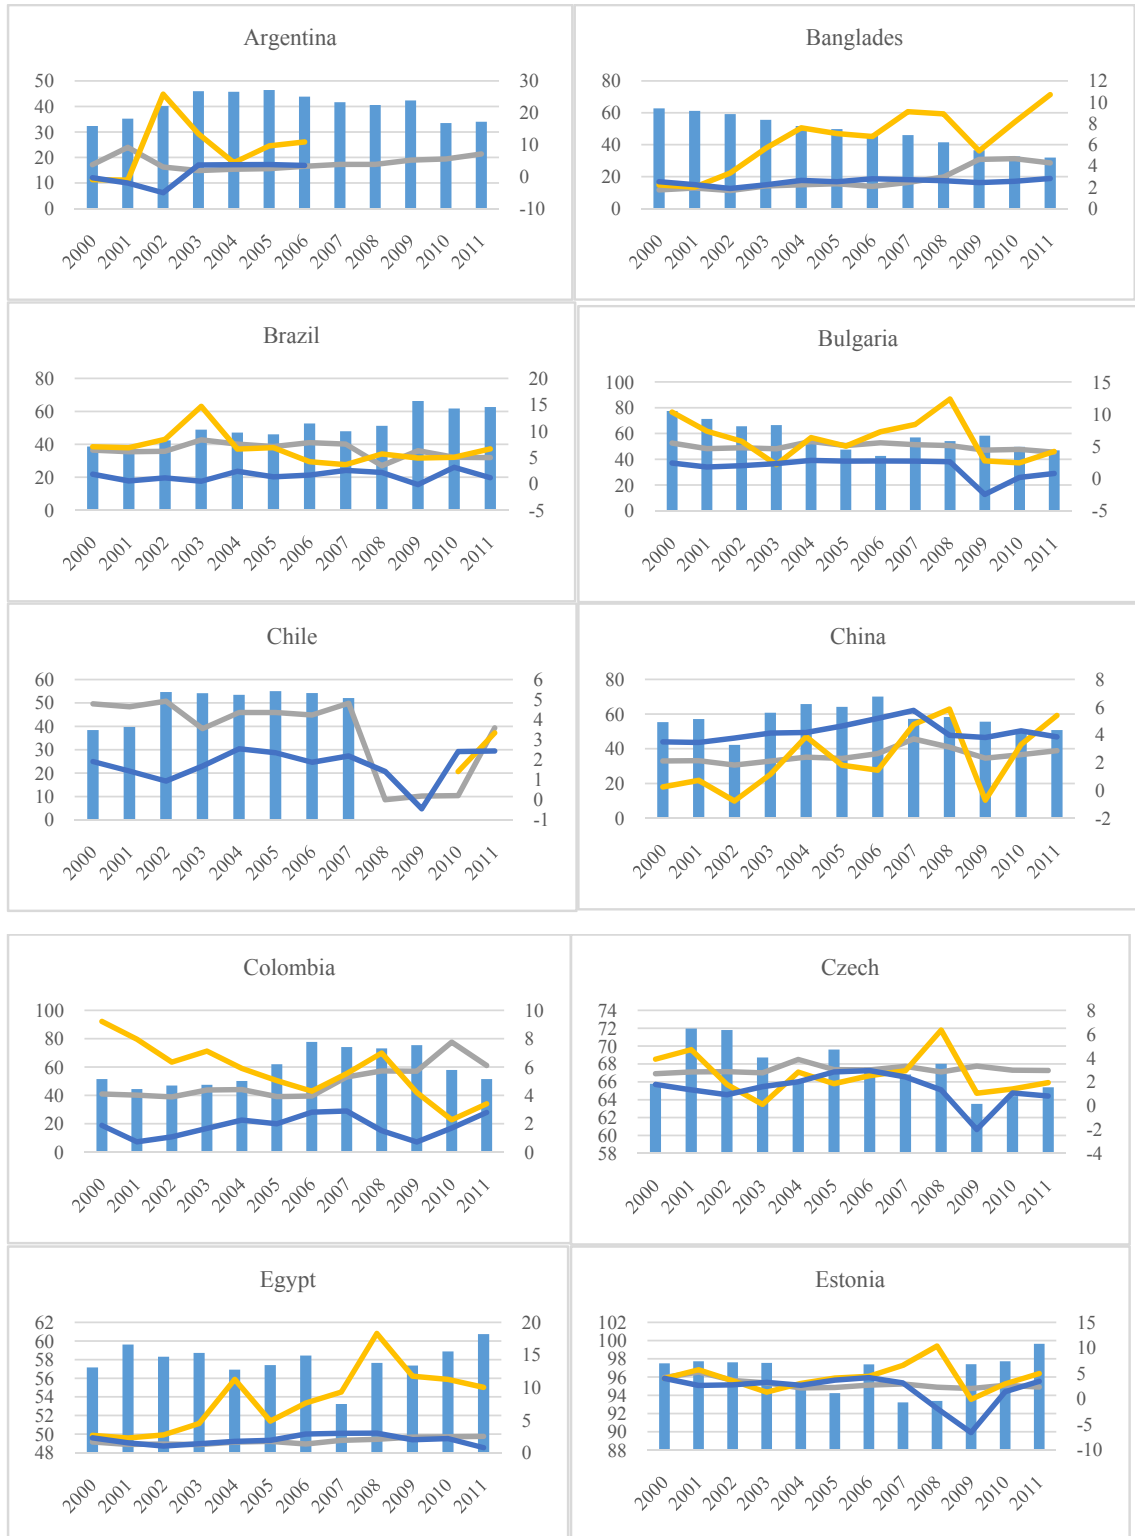 Argentina
50 40 30 20 10 0
30 20 10 0 -10
2000 2001 2002 2003 2004 2005 2006 2007 2008 2009 2010 2011
Banglades
80 60 40 20 0
12 10 8 6 4 2 0
2000 2001 2002 2003 2004 2005 2006 2007 2008 2009 2010 2011
Brazil
80 60 40 20 0
20 15 10 5 0 -5
2000 2001 2002 2003 2004 2005 2006 2007 2008 2009 2010 2011
Bulgaria
100 80 60 40 20 0
15 10 5 0 -5
2000 2001 2002 2003 2004 2005 2006 2007 2008 2009 2010 2011
Chile
60 50 40 30 20 10 0
6 5 4 3 2 1 0 -1
2000 2001 2002 2003 2004 2005 2006 2007 2008 2009 2010 2011
China
80 60 40 20 0
8 6 4 2 0 -2
2000 2001 2002 2003 2004 2005 2006 2007 2008 2009 2010 2011
Colombia
100 80 60 40 20 0
10 8 6 4 2 0
2000 2001 2002 2003 2004 2005 2006 2007 2008 2009 2010 2011
Czech
74 72 70 68 66 64 62 60 58
8 6 4 2 0 -2 -4
2000 2001 2002 2003 2004 2005 2006 2007 2008 2009 2010 2011
Egypt
62 60 58 56 54 52 50 48
20 15 10 5 0
2000 2001 2002 2003 2004 2005 2006 2007 2008 2009 2010 2011
Estonia
102 100 98 96 94 92 90 88
15 10 5 0 -5 -10
2000 2001 2002 2003 2004 2005 2006 2007 2008 2009 2010 2011